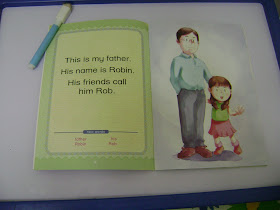 This is my father.
His name is Robin.
His friends call
him Rob.